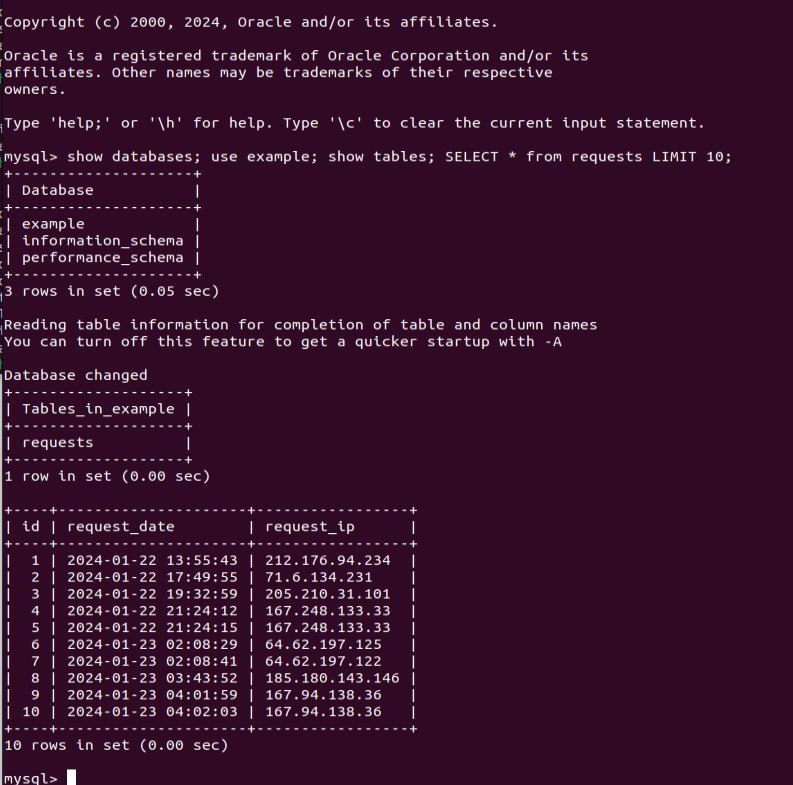 Copyright (c) 2000, 2024, Oracle and/or its affiliates.
Oracle is a registered trademark of Oracle Corporation and/or its
affiliates. Other names may be trademarks of their respective
owners.
Type 'help;' or '\h' for help. Type '\c' to clear the current input statement.
mysql> show databases; use example; show tables; SELECT * from requests LIMIT 10;
+--------------------+
| Database           |
+--------------------+
| example            |
| information_schema |
| performance_schema |
+--------------------+
3 rows in set (0.05 sec)
Reading table information for completion of table and column names
You can turn off this feature to get a quicker startup with -A
Database changed
+-------------------+
| Tables_in_example |
+-------------------+
| requests          |
+-------------------+
1 row in set (0.00 sec)
+----+---------------------+-----------------+
| id | request_date        | request_ip      |
+----+---------------------+-----------------+
|  1 | 2024-01-22 13:55:43 | 212.176.94.234  |
|  2 | 2024-01-22 17:49:55 | 71.6.134.231    |
|  3 | 2024-01-22 19:32:59 | 205.210.31.101  |
|  4 | 2024-01-22 21:24:12 | 167.248.133.33  |
|  5 | 2024-01-22 21:24:15 | 167.248.133.33  |
|  6 | 2024-01-23 02:08:29 | 64.62.197.125   |
|  7 | 2024-01-23 02:08:41 | 64.62.197.122   |
|  8 | 2024-01-23 03:43:52 | 185.180.143.146 |
|  9 | 2024-01-23 04:01:59 | 167.94.138.36   |
| 10 | 2024-01-23 04:02:03 | 167.94.138.36   |
+----+---------------------+-----------------+
10 rows in set (0.00 sec)
mysql>